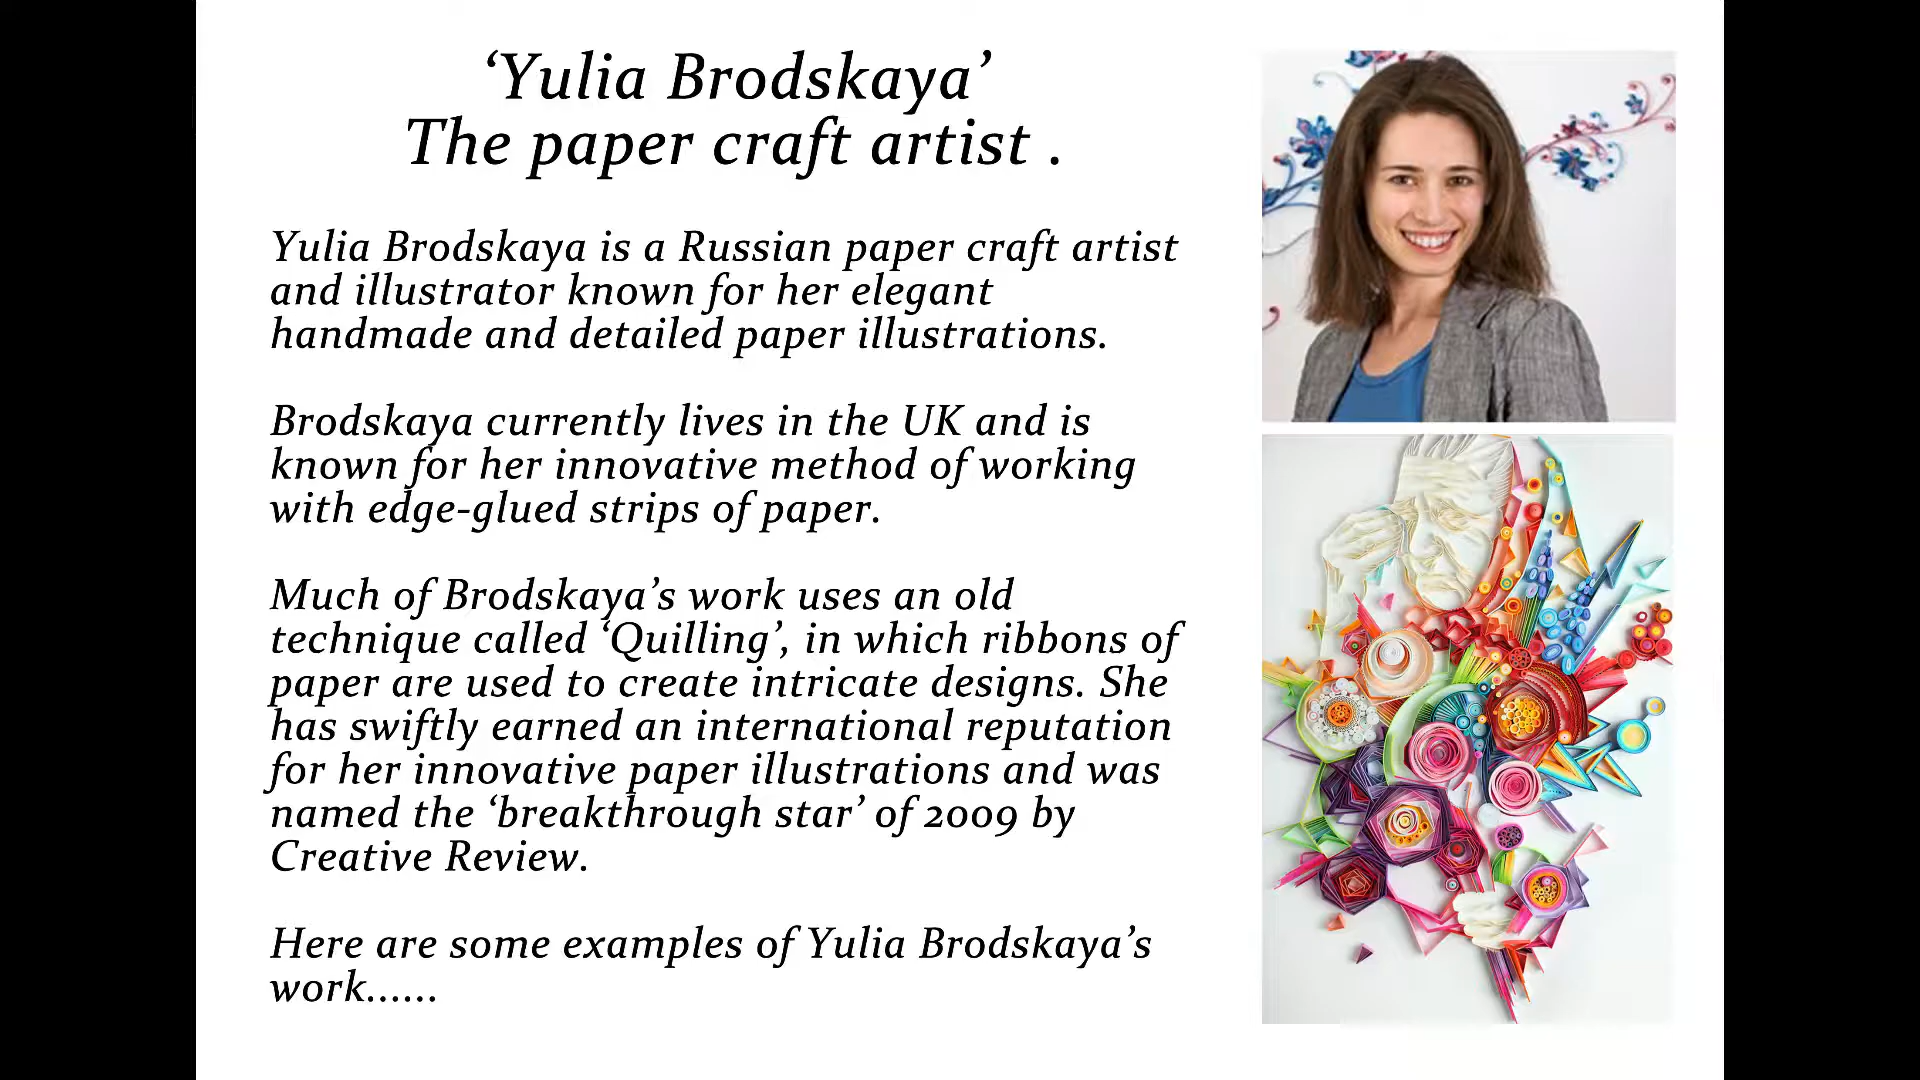 ‘Yulia Brodskaya’
The paper craft artist .
Yulia Brodskaya is a Russian paper craft artist
and illustrator known for her elegant
handmade and detailed paper illustrations.
Brodskaya currently lives in the UK and is
known for her innovative method of working
with edge-glued strips of paper.
Much of Brodskaya’s work uses an old
technique called ‘Quilling’, in which ribbons of
paper are used to create intricate designs. She
has swiftly earned an international reputation
for her innovative paper illustrations and was
named the ‘breakthrough star’ of 2009 by
Creative Review.
Here are some examples of Yulia Brodskaya’s
work……